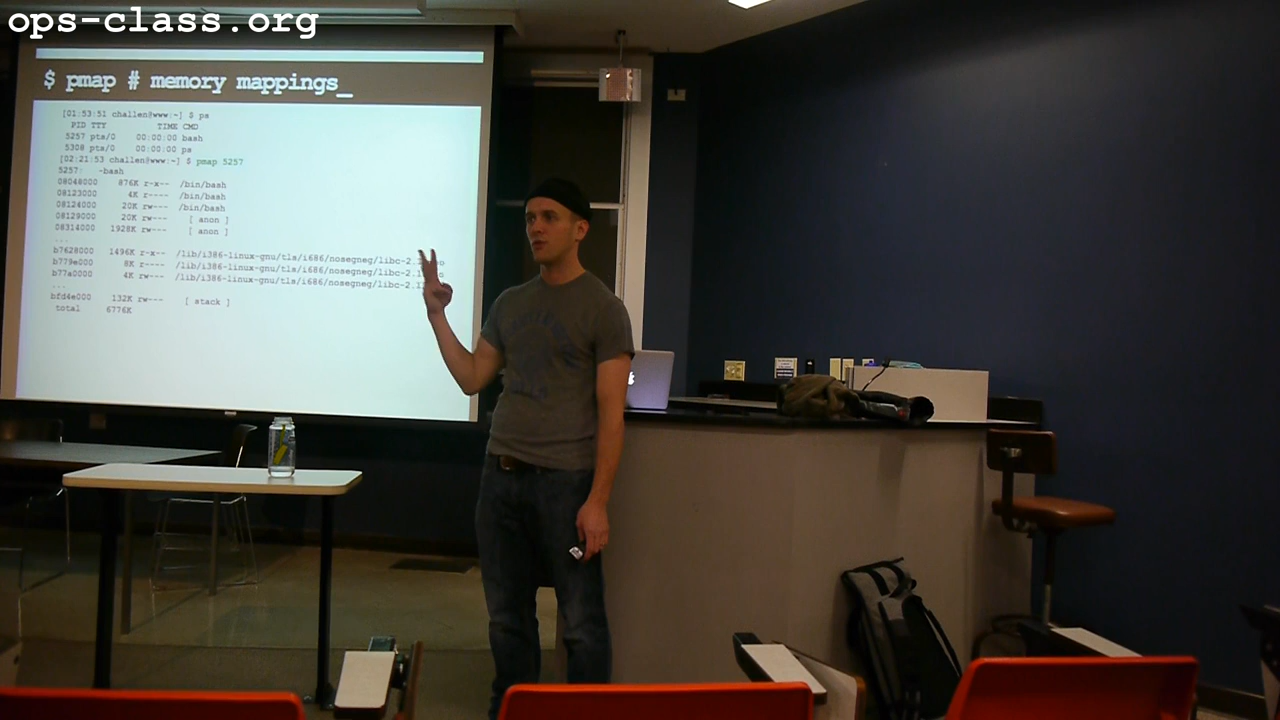 ops-class.org
$ pmap # memory mappings_
[01:53:51 challen@www:~] $ ps
PID TTY TIME CMD
5257 pts/0 00:00:00 bash
5308 pts/0 00:00:00 ps
[02:21:53 challen@www:~] $ pmap 5257
5257: -bash
08048000 876K r-x-- /bin/bash
08123000 4K r---- /bin/bash
08124000 20K rw--- /bin/bash
08129000 20K rw--- [ anon ]
08314000 1928K rw--- [ anon ]
...
b7628000 1496K r-x-- /lib/i386-linux-gnu/tls/i686/nosegneg/libc-2.1
b779e000 8K r---- /lib/i386-linux-gnu/tls/i686/nosegneg/libc-2.1
b77a0000 4K rw--- /lib/i386-linux-gnu/tls/i686/nosegneg/libc-2.1
...
bfd4e000 132K rw--- [ stack ]
total 6776K